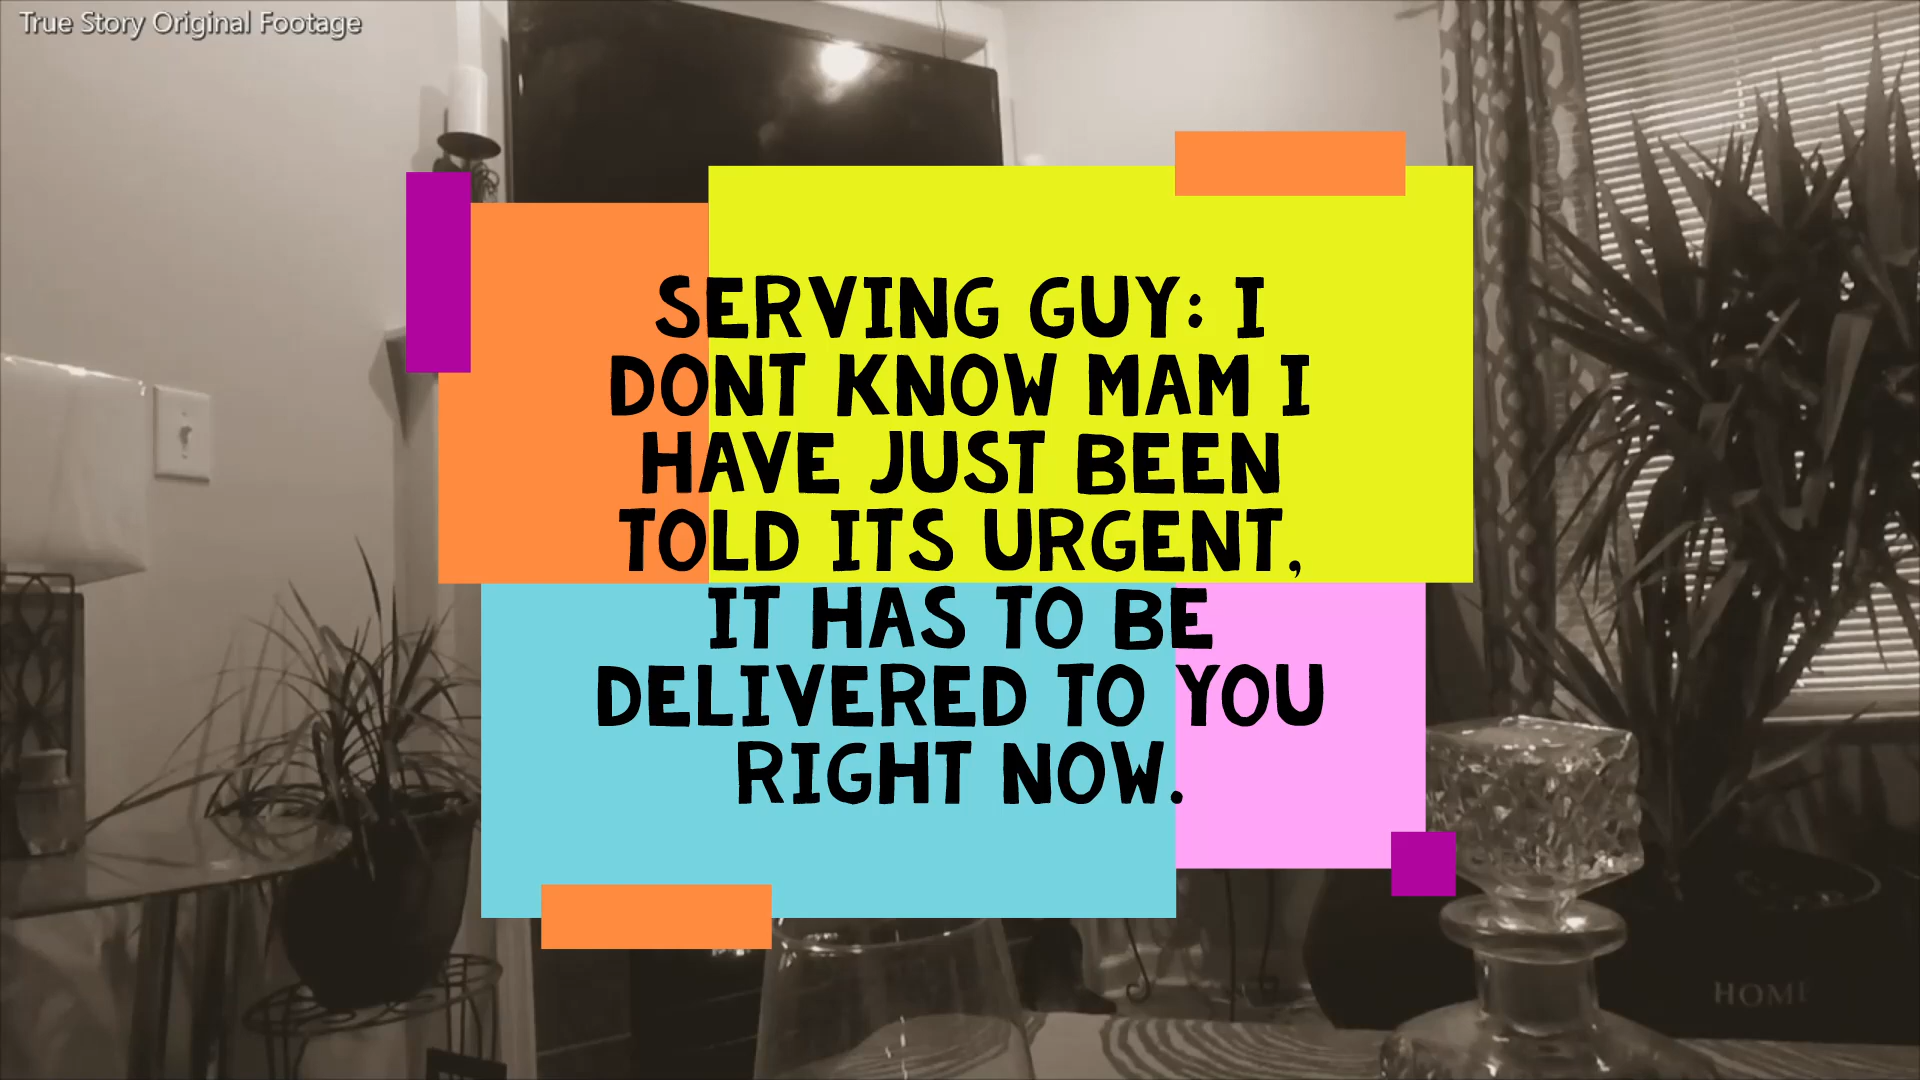 True Story Original Footage
SERVING GUY: I
DONT KNOW MAM I
HAVE JUST BEEN
TOLD ITS URGENT,
IT HAS TO BE
DELIVERED TO YOU
RIGHT NOW.
HOME